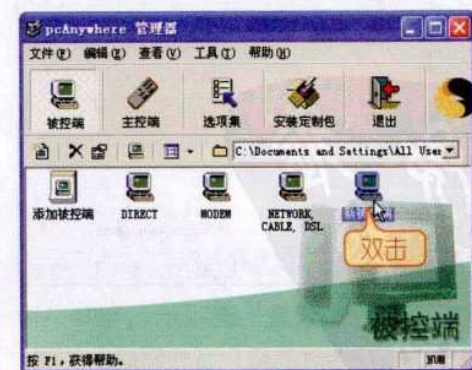 pcAnywhere 管理器
文件(F) 编辑(E) 查看(V) 工具(T) 帮助(H)
被控端 主控端 选项集 安装定制包 退出
C:\Documents and Settings\All User
添加被控端 DIRECT MODEM NETWORK, CABLE, DSL
双击
被控端
按 F1，获得帮助。 NUM